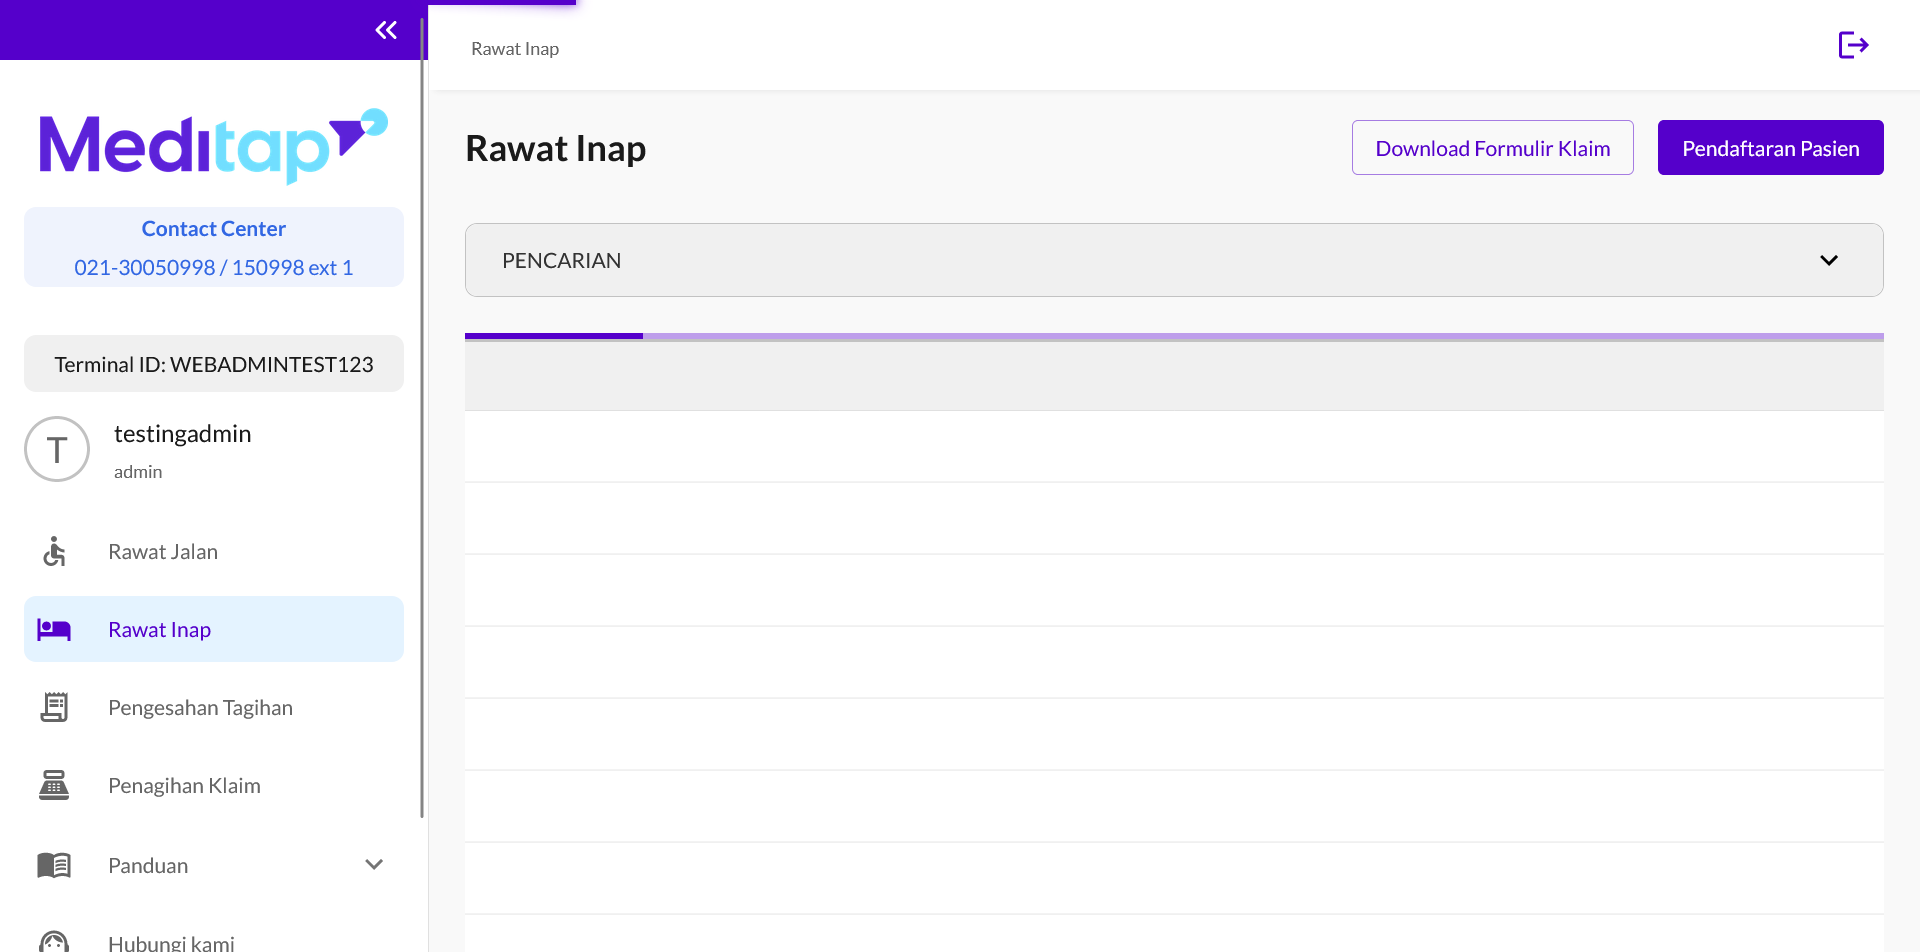 Meditap
Contact Center
021-30050998 / 150998 ext 1
Terminal ID: WEBADMINTEST123
T
testingadmin
admin
Rawat Jalan
Rawat Inap
Pengesahan Tagihan
Penagihan Klaim
Panduan
Hubungi kami
Rawat Inap
Rawat Inap
Download Formulir Klaim
Pendaftaran Pasien
PENCARIAN